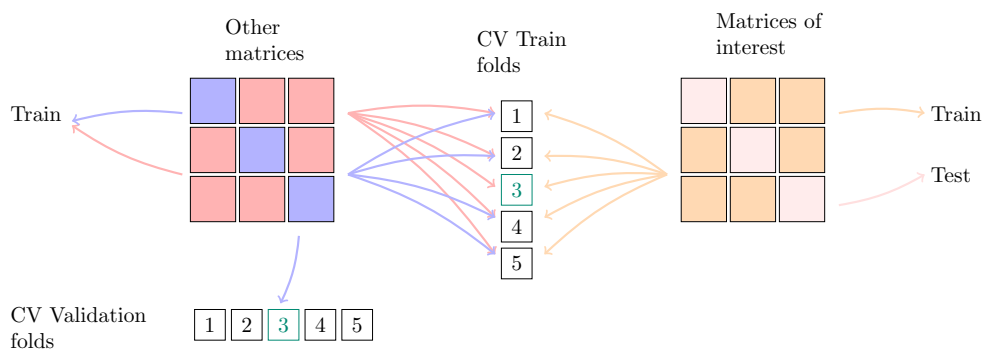 Other
matrices
CV Train
folds
Matrices of
interest
Train
1
2
3
4
5
Train
Test
CV Validation
folds
1 2 3 4 5